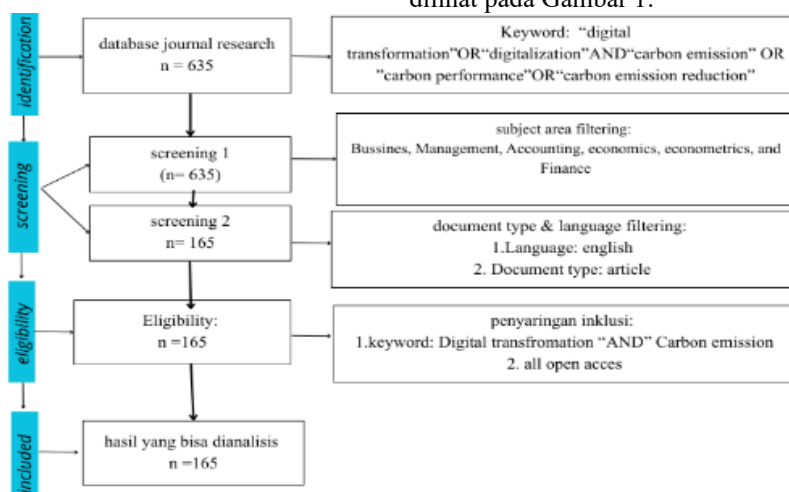 dilihat pada Gambar 1.
identification
database journal research
n = 635
Keyword: “digital
transformation”OR“digitalization”AND“carbon emission” OR
”carbon performance”OR“carbon emission reduction”
screening
screening 1
(n= 635)
subject area filtering:
Bussines, Management, Accounting, economics, econometrics, and
Finance
screening 2
n= 165
document type & language filtering:
1.Language: english
2. Document type: article
eligibility
Eligibility:
n =165
penyaringan inklusi:
1.keyword: Digital transfromation “AND” Carbon emission
2. all open acces
included
hasil yang bisa dianalisis
n =165